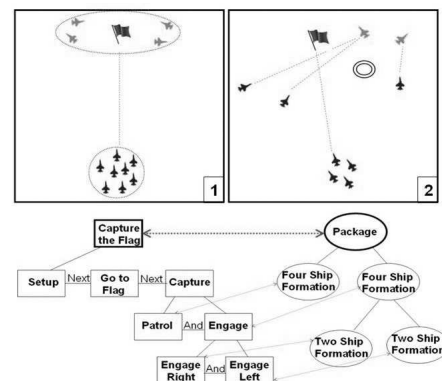 1
2
Capture
the Flag
Package
Setup
Next
Go to
Flag
Next
Capture
Four Ship
Formation
Four Ship
Formation
Patrol
And
Engage
Two Ship
Formation
Two Ship
Formation
Engage
Right
And
Engage
Left